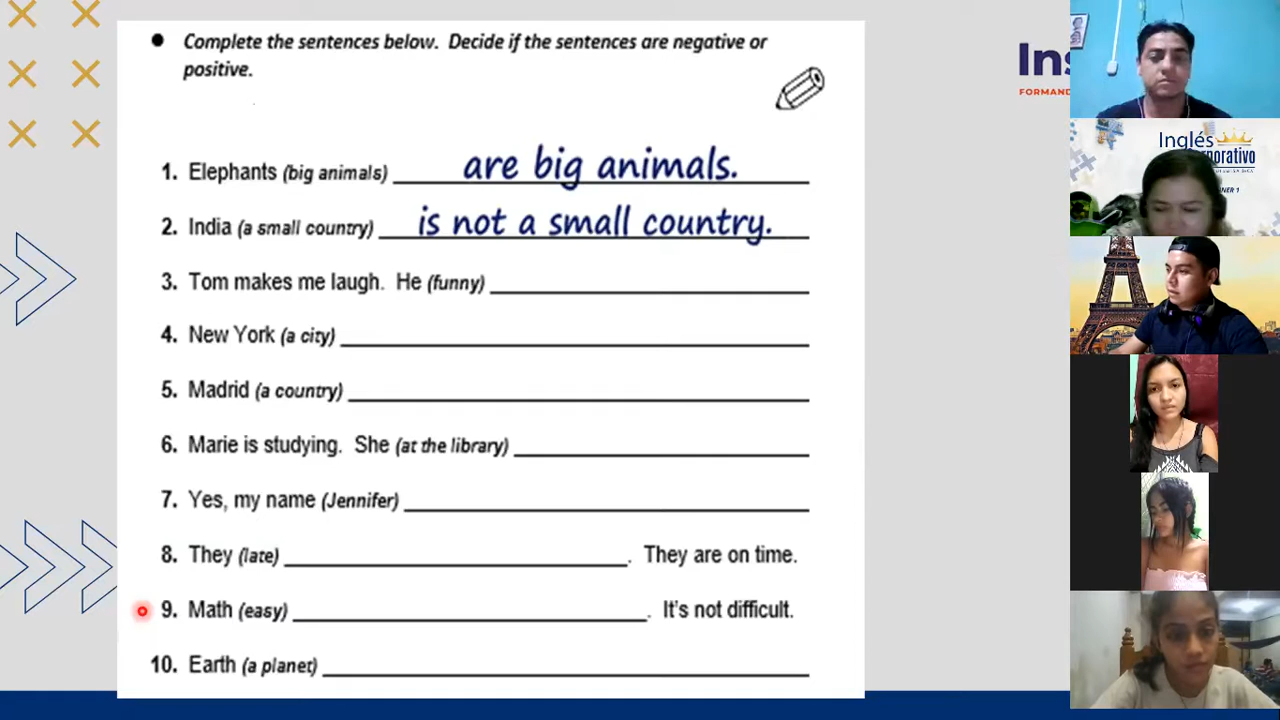 Complete the sentences below. Decide if the sentences are negative or
positive.
1. Elephants (big animals) are big animals.
2. India (a small country) is not a small country.
3. Tom makes me laugh. He (funny)
4. New York (a city)
5. Madrid (a country)
6. Marie is studying. She (at the library)
7. Yes, my name (Jennifer)
8. They (late) . They are on time.
9. Math (easy) . It's not difficult.
10. Earth (a planet)
Ins
FORMAND
Inglés
porativo